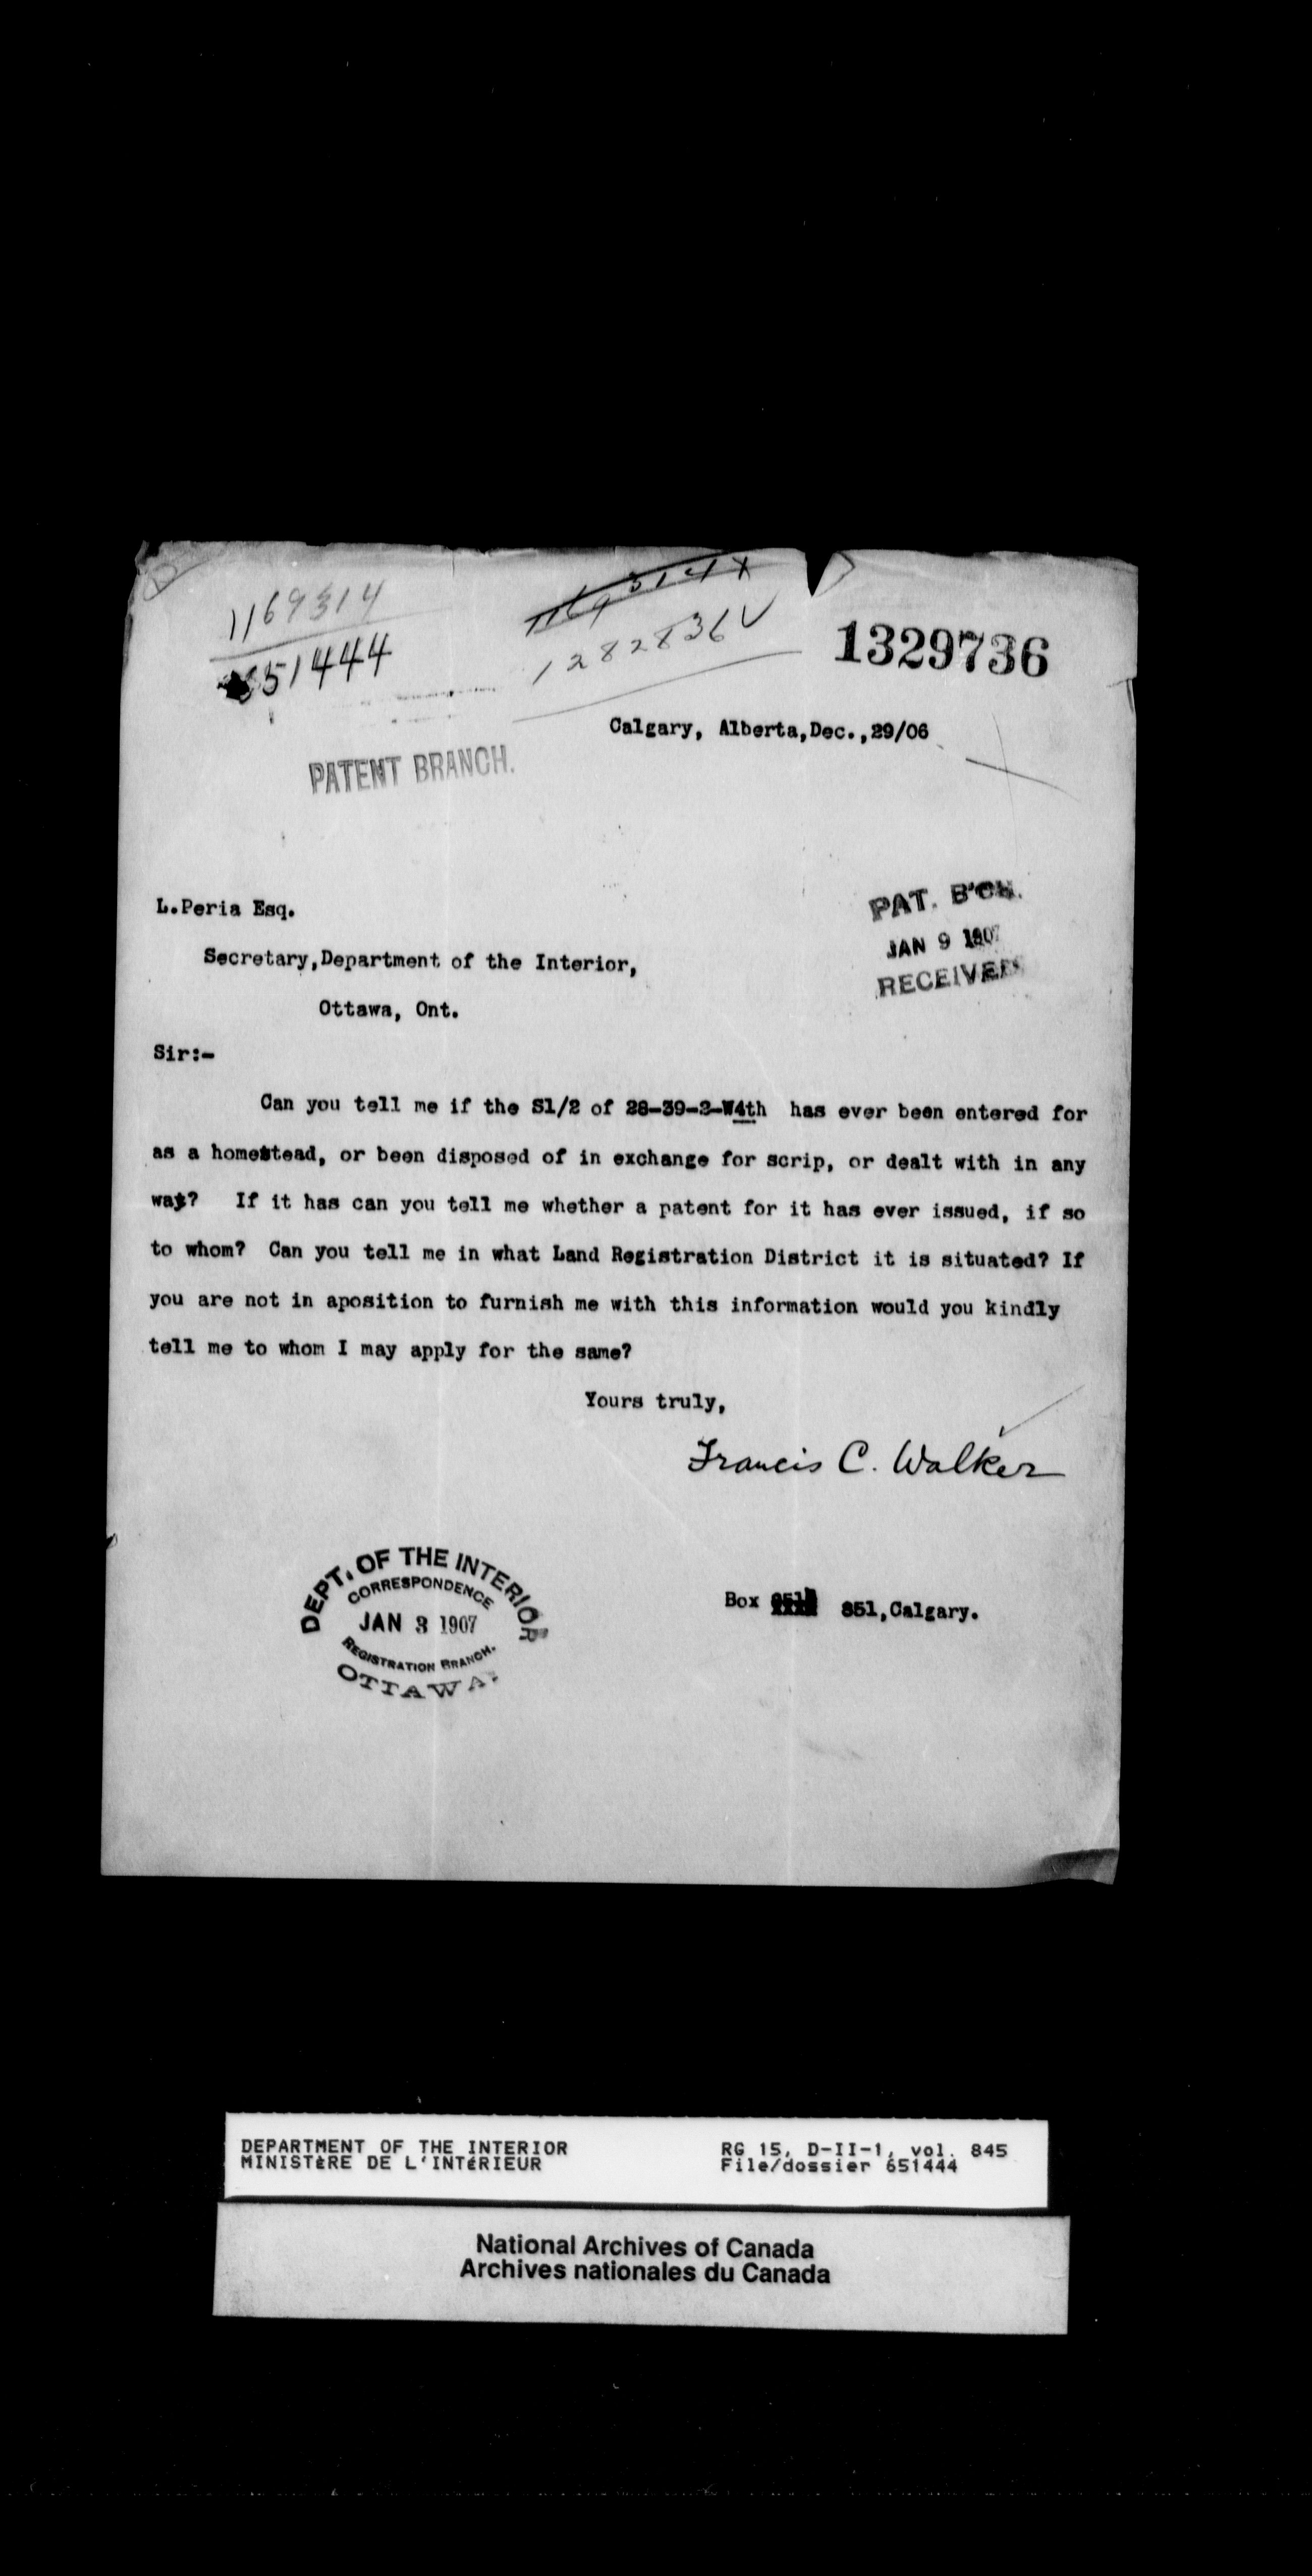 1169314
651444
1169314 X
1282836 V
1329736
Calgary, Alberta,Dec.,29/06
PATENT BRANCH.
PAT. B'CH.
JAN 9 1907
RECEIVED
L.Peria Esq.
Secretary,Department of the Interior,
Ottawa, Ont.
Sir:-
Can you tell me if the S1/2 of 28-39-2-W4th has ever been entered for
as a homestead, or been disposed of in exchange for scrip, or dealt with in any
way? If it has can you tell me whether a patent for it has ever issued, if so
to whom? Can you tell me in what Land Registration District it is situated? If
you are not in aposition to furnish me with this information would you kindly
tell me to whom I may apply for the same?
Yours truly,
Francis C. Walker
Box 851,Calgary.
DEPT. OF THE INTERIOR
CORRESPONDENCE
JAN 3 1907
REGISTRATION BRANCH.
OTTAWA.
DEPARTMENT OF THE INTERIOR
MINISTèRE DE L'INTéRIEUR
RG 15, D-II-1, vol. 845
File/dossier 651444
National Archives of Canada
Archives nationales du Canada